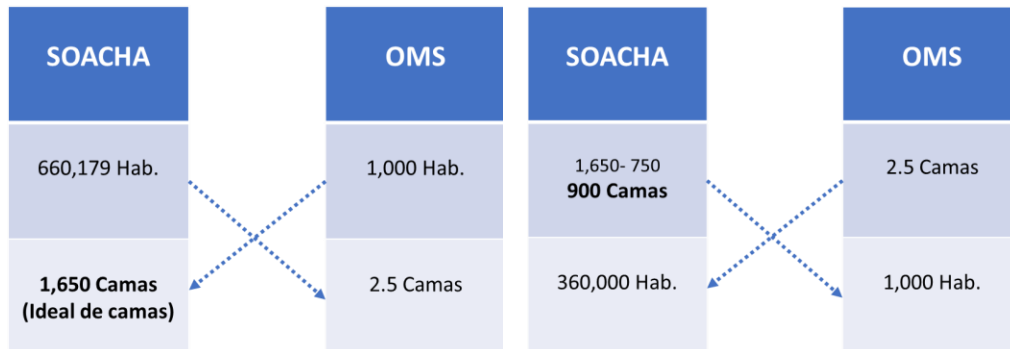 SOACHA
OMS
660,179 Hab.
1,000 Hab.
1,650 Camas
(Ideal de camas)
2.5 Camas
SOACHA
OMS
1,650- 750
900 Camas
2.5 Camas
360,000 Hab.
1,000 Hab.